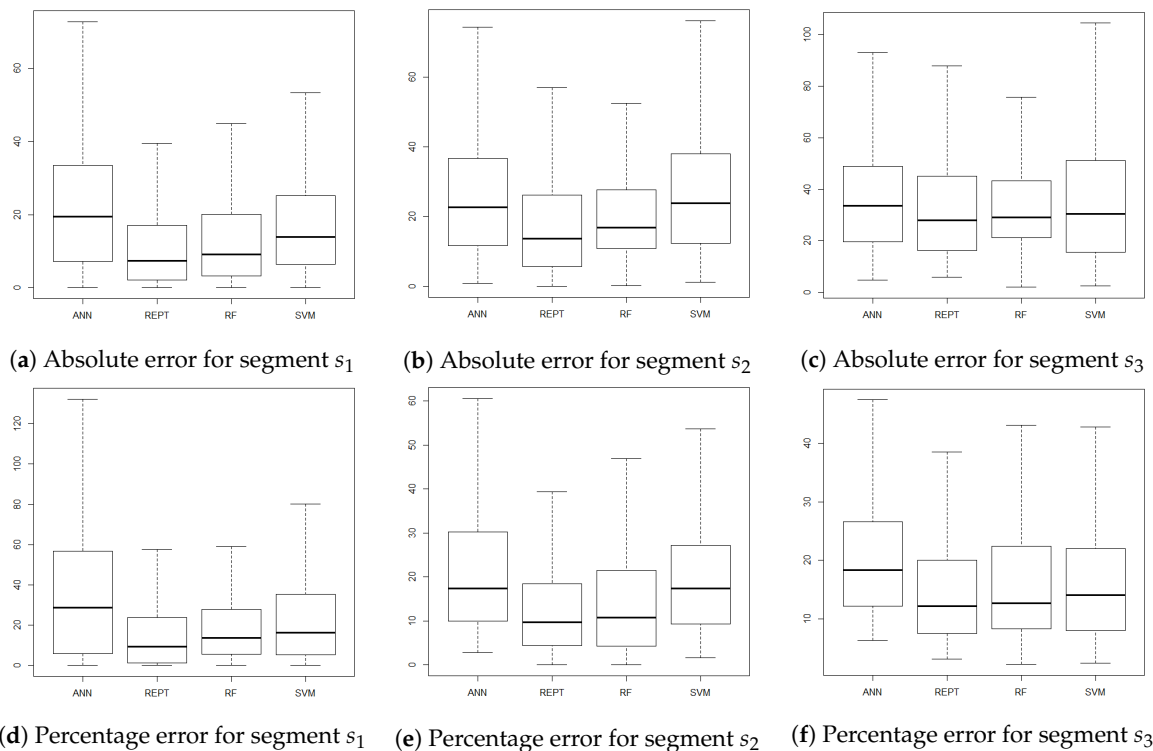 0 20 40 60
ANN REPT RF SVM
0 20 40 60
ANN REPT RF SVM
0 20 40 60 80 100
ANN REPT RF SVM
(a) Absolute error for segment s1
(b) Absolute error for segment s2
(c) Absolute error for segment s3
0 20 40 60 80 100 120
ANN REPT RF SVM
0 10 20 30 40 50 60
ANN REPT RF SVM
10 20 30 40
ANN REPT RF SVM
(d) Percentage error for segment s1
(e) Percentage error for segment s2
(f) Percentage error for segment s3